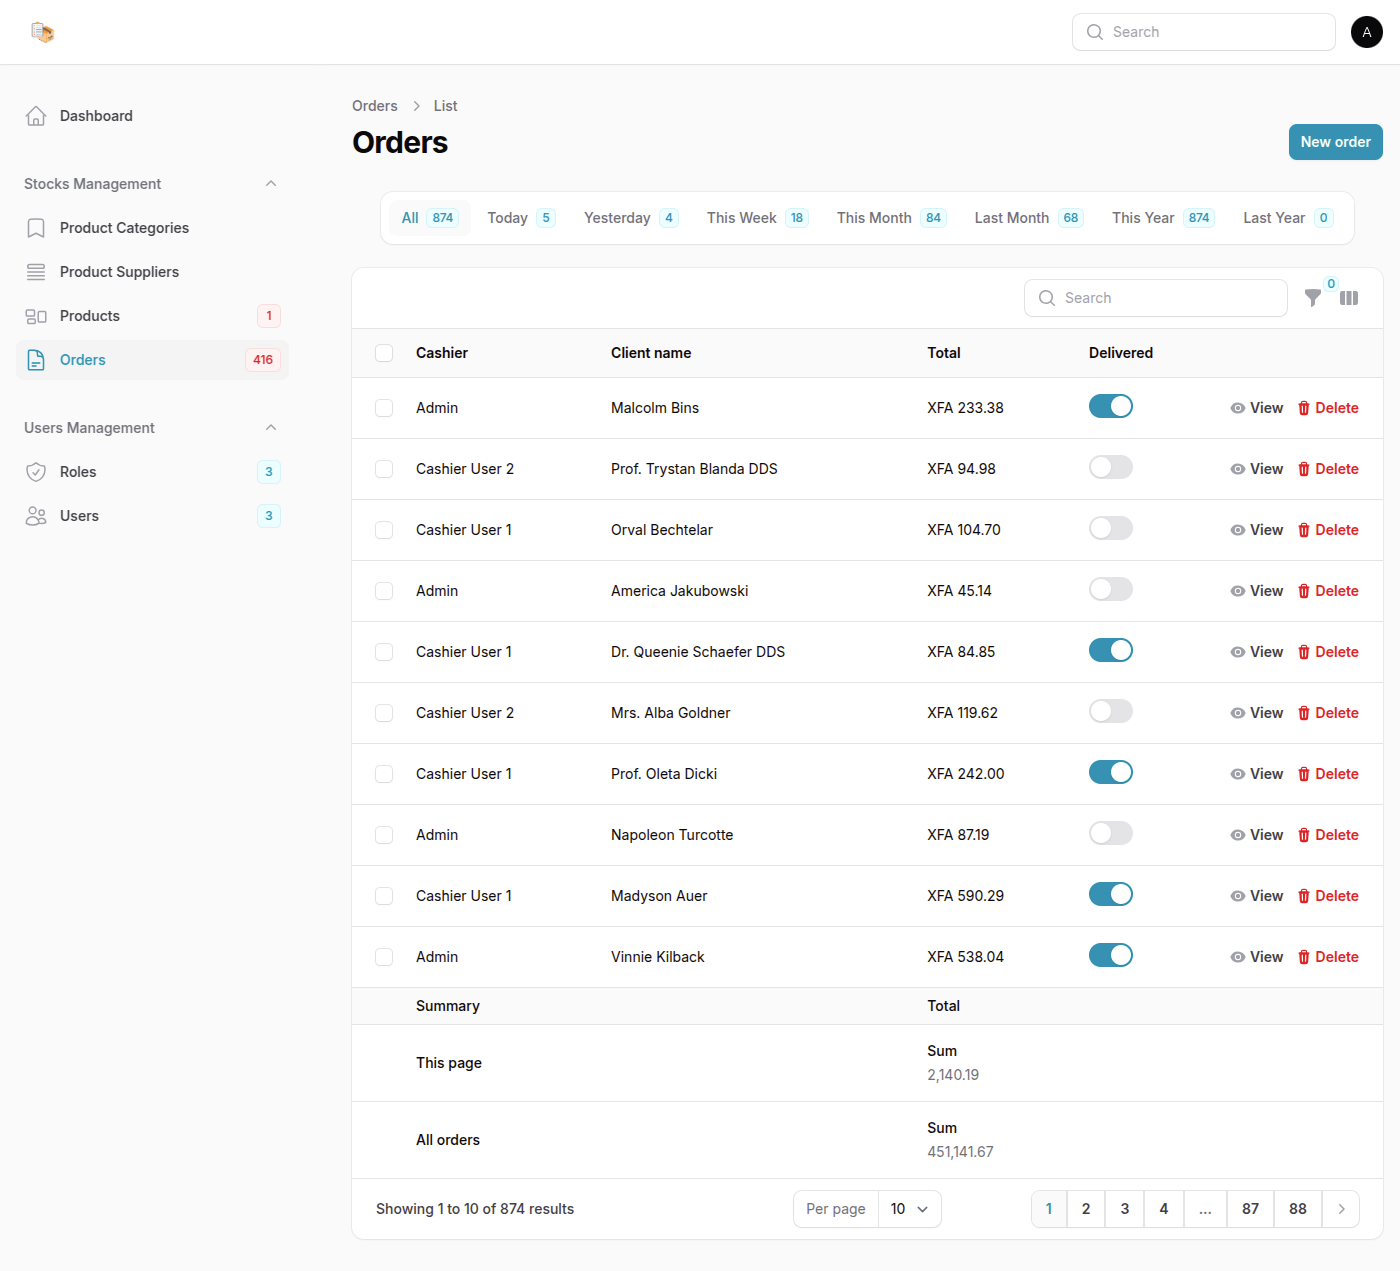 Search
A
Dashboard
Stocks Management
Product Categories
Product Suppliers
Products 1
Orders 416
Users Management
Roles 3
Users 3
Orders > List
Orders
New order
All 874 Today 5 Yesterday 4 This Week 18 This Month 84 Last Month 68 This Year 874 Last Year 0
Search 0
Cashier Client name Total Delivered
Admin Malcolm Bins XFA 233.38 View Delete
Cashier User 2 Prof. Trystan Blanda DDS XFA 94.98 View Delete
Cashier User 1 Orval Bechtelar XFA 104.70 View Delete
Admin America Jakubowski XFA 45.14 View Delete
Cashier User 1 Dr. Queenie Schaefer DDS XFA 84.85 View Delete
Cashier User 2 Mrs. Alba Goldner XFA 119.62 View Delete
Cashier User 1 Prof. Oleta Dicki XFA 242.00 View Delete
Admin Napoleon Turcotte XFA 87.19 View Delete
Cashier User 1 Madyson Auer XFA 590.29 View Delete
Admin Vinnie Kilback XFA 538.04 View Delete
Summary Total
This page Sum
2,140.19
All orders Sum
451,141.67
Showing 1 to 10 of 874 results Per page 10 1 2 3 4 ... 87 88